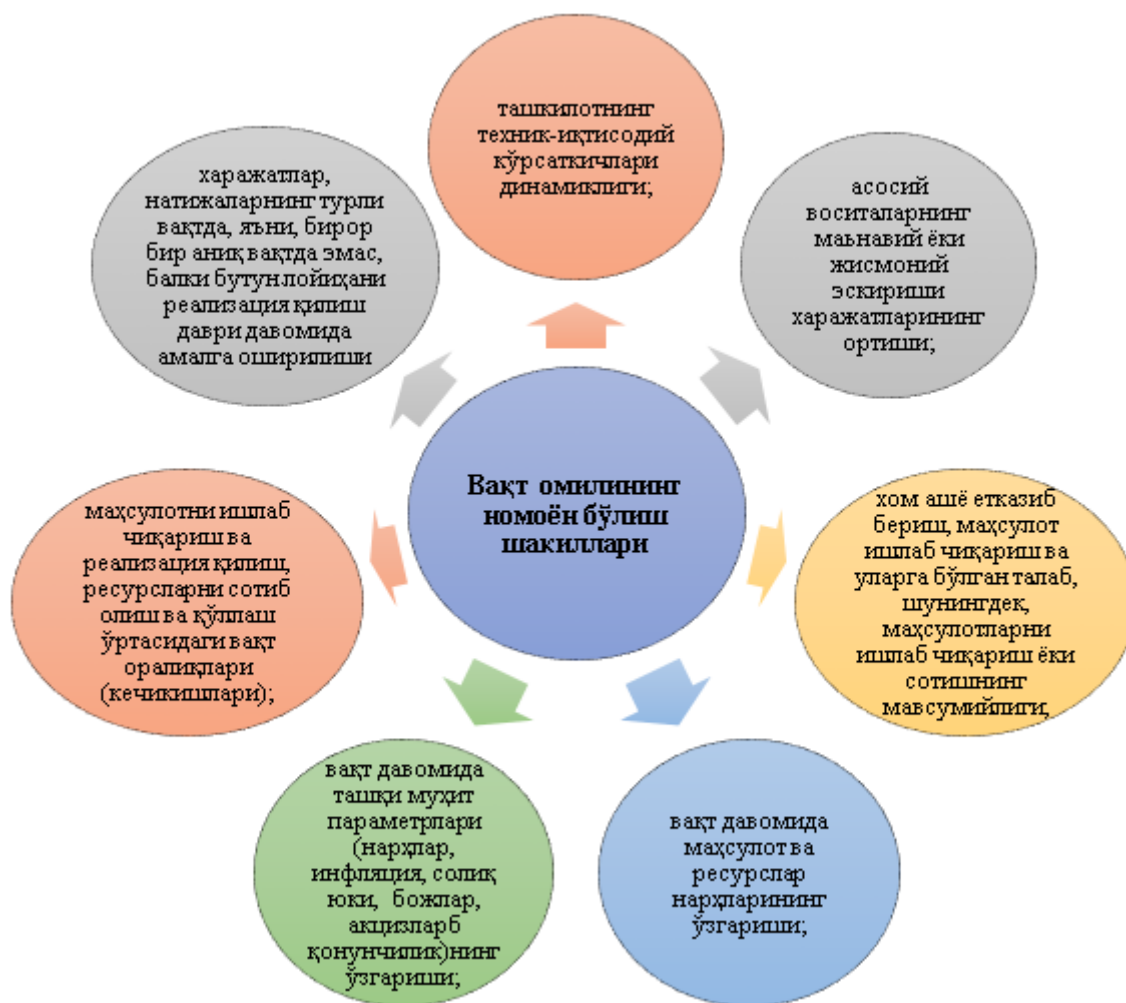 ташкилотнинг
техник-иқтисодий
кўрсаткичлари
динамиклиги;
асосий
воситаларнинг
маьнавий ёки
жисмоний
эскириши
харажатларининг
ортиши;
хом ашё етказиб
бериш, маҳсулот
ишлаб чиқариш ва
уларга бўлган талаб,
шунингдек,
маҳсулотларни
ишлаб чиқариш ёки
сотишнинг
мавсумийлиги;
вақт давомида
маҳсулот ва
ресурслар
нархларининг
ўзгариши;
вақт давомида
ташқи муҳит
параметрлари
(нархлар,
инфляция, солиқ
юки, божлар,
акцизларб
қонунчилик)нинг
ўзгариши;
маҳсулотни ишлаб
чиқариш ва
реализация қилиш,
ресурсларни сотиб
олиш ва қўллаш
ўртасидаги вақт
оралиқлари
(кечикишлари);
харажатлар,
натижаларнинг турли
вақтда, яъни, бирор
бир аниқ вақтда эмас,
балки бутун лойиҳани
реализация қилиш
даври давомида
амалга оширилиши
Вақт омилининг
номоён бўлиш
шакиллари